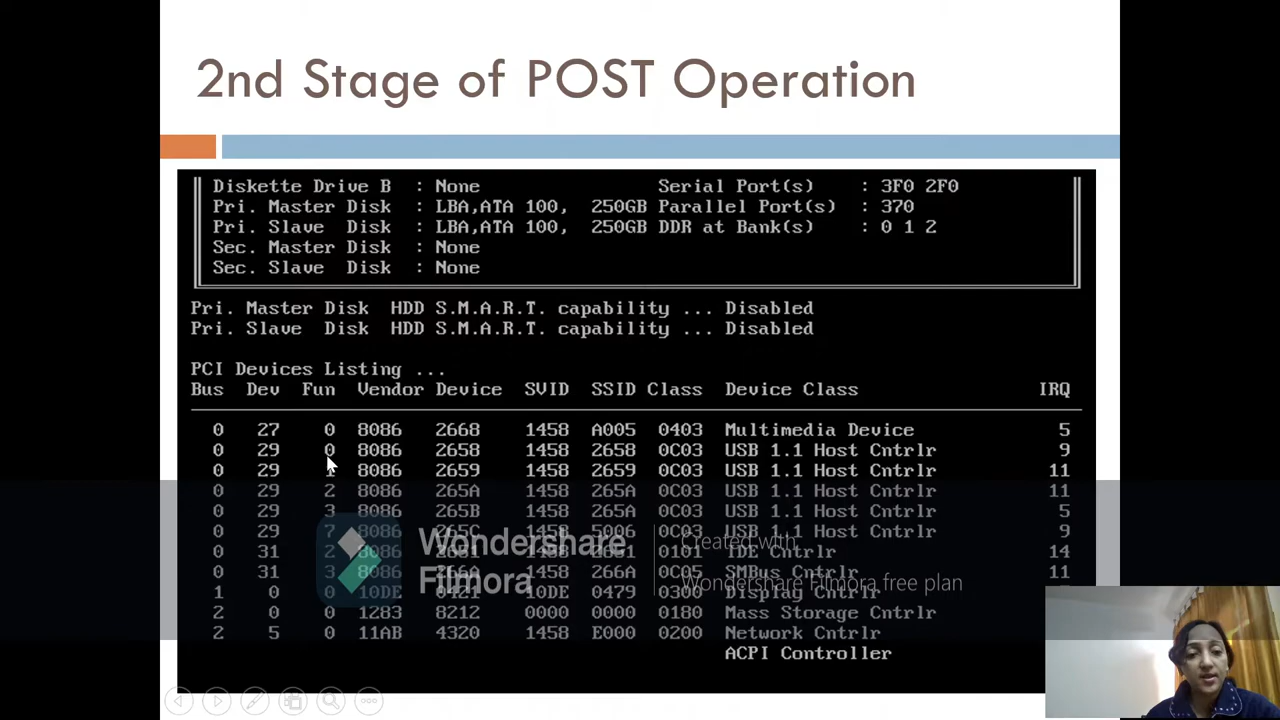 2nd Stage of POST Operation
Diskette Drive B : None Serial Port(s) : 3F0 2F0
Pri. Master Disk : LBA,ATA 100, 250GB Parallel Port(s) : 370
Pri. Slave Disk : LBA,ATA 100, 250GB DDR at Bank(s) : 0 1 2
Sec. Master Disk : None
Sec. Slave Disk : None
Pri. Master Disk HDD S.M.A.R.T. capability ... Disabled
Pri. Slave Disk HDD S.M.A.R.T. capability ... Disabled
PCI Devices Listing ...
Bus Dev Fun Vendor Device SVID SSID Class Device Class IRQ
0 27 0 8086 2668 1458 A005 0403 Multimedia Device 5
0 29 0 8086 2658 1458 2658 0C03 USB 1.1 Host Cntrlr 9
0 29 1 8086 2659 1458 2659 0C03 USB 1.1 Host Cntrlr 11
0 29 2 8086 265A 1458 265A 0C03 USB 1.1 Host Cntrlr 11
0 29 3 8086 265B 1458 265A 0C03 USB 1.1 Host Cntrlr 5
0 29 7 8086 265C 1458 5006 0C03 USB 1.1 Host Cntrlr 9
0 31 2 8086 2651 1458 0101 IDE Cntrlr 14
0 31 3 8086 266A 1458 266A 0C05 SMBus Cntrlr 11
1 0 0 10DE 0421 10DE 0479 0300 Display Cntrlr
2 0 0 1283 8212 0000 0000 0180 Mass Storage Cntrlr
2 5 0 11AB 4320 1458 E000 0200 Network Cntrlr
ACPI Controller
Wondershare
Filmora
Created with
Wondershare Filmora free plan